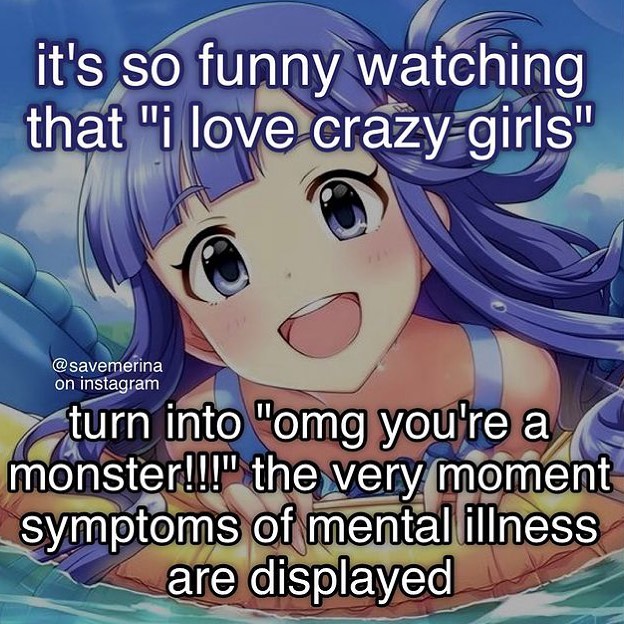 it's so funny watching
that "i love crazy girls"
@savemerina
on instagram
turn into "omg you're a
monster!!!" the very moment
symptoms of mental illness
are displayed